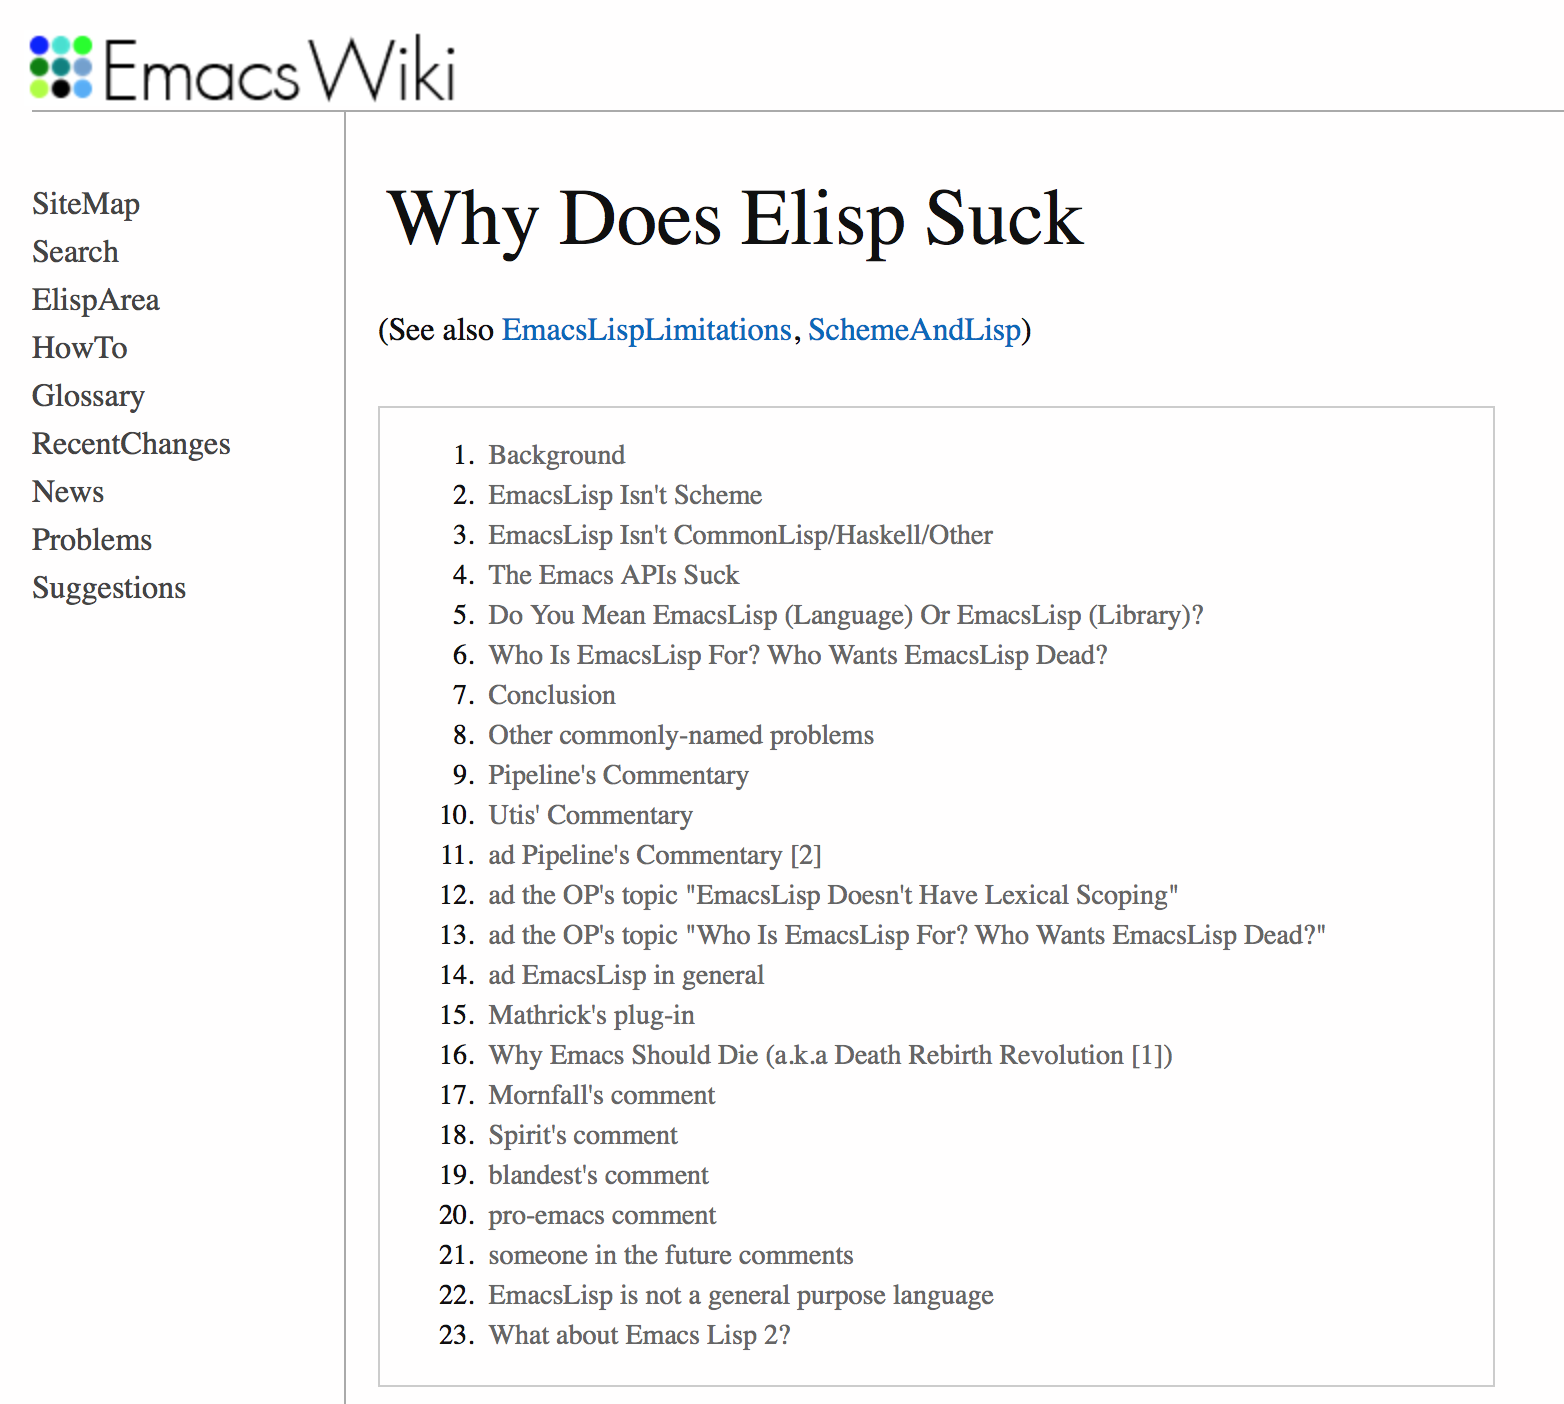 EmacsWiki
SiteMap
Search
ElispArea
HowTo
Glossary
RecentChanges
News
Problems
Suggestions
Why Does Elisp Suck
(See also EmacsLispLimitations, SchemeAndLisp)
1. Background
2. EmacsLisp Isn't Scheme
3. EmacsLisp Isn't CommonLisp/Haskell/Other
4. The Emacs APIs Suck
5. Do You Mean EmacsLisp (Language) Or EmacsLisp (Library)?
6. Who Is EmacsLisp For? Who Wants EmacsLisp Dead?
7. Conclusion
8. Other commonly-named problems
9. Pipeline's Commentary
10. Utis' Commentary
11. ad Pipeline's Commentary [2]
12. ad the OP's topic "EmacsLisp Doesn't Have Lexical Scoping"
13. ad the OP's topic "Who Is EmacsLisp For? Who Wants EmacsLisp Dead?"
14. ad EmacsLisp in general
15. Mathrick's plug-in
16. Why Emacs Should Die (a.k.a Death Rebirth Revolution [1])
17. Mornfall's comment
18. Spirit's comment
19. blandest's comment
20. pro-emacs comment
21. someone in the future comments
22. EmacsLisp is not a general purpose language
23. What about Emacs Lisp 2?